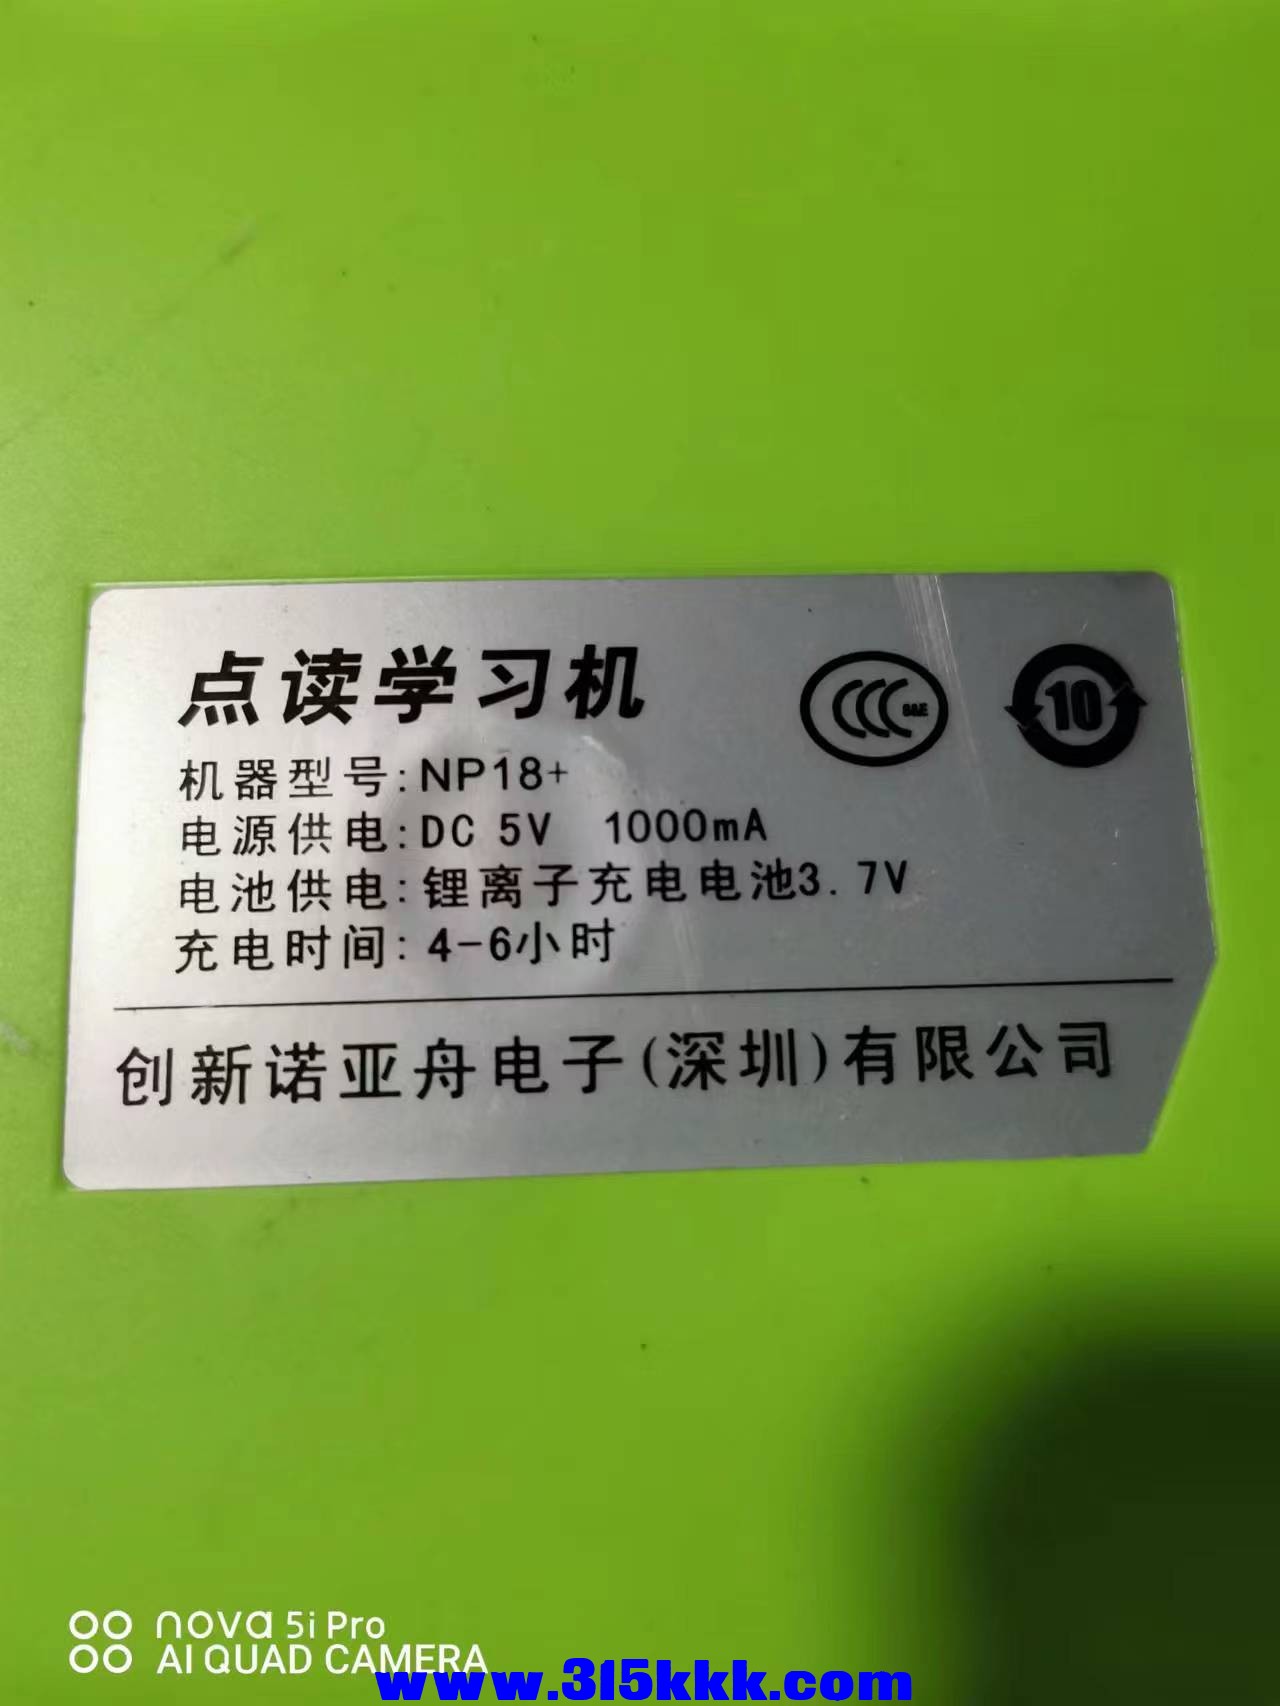 点读学习机
CCC S&E
10
机器型号:NP18+
电源供电:DC 5V 1000mA
电池供电:锂离子充电电池3.7V
充电时间:4-6小时
创新诺亚舟电子(深圳)有限公司
nova 5i Pro
AI QUAD CAMERA
www.315kkk.com